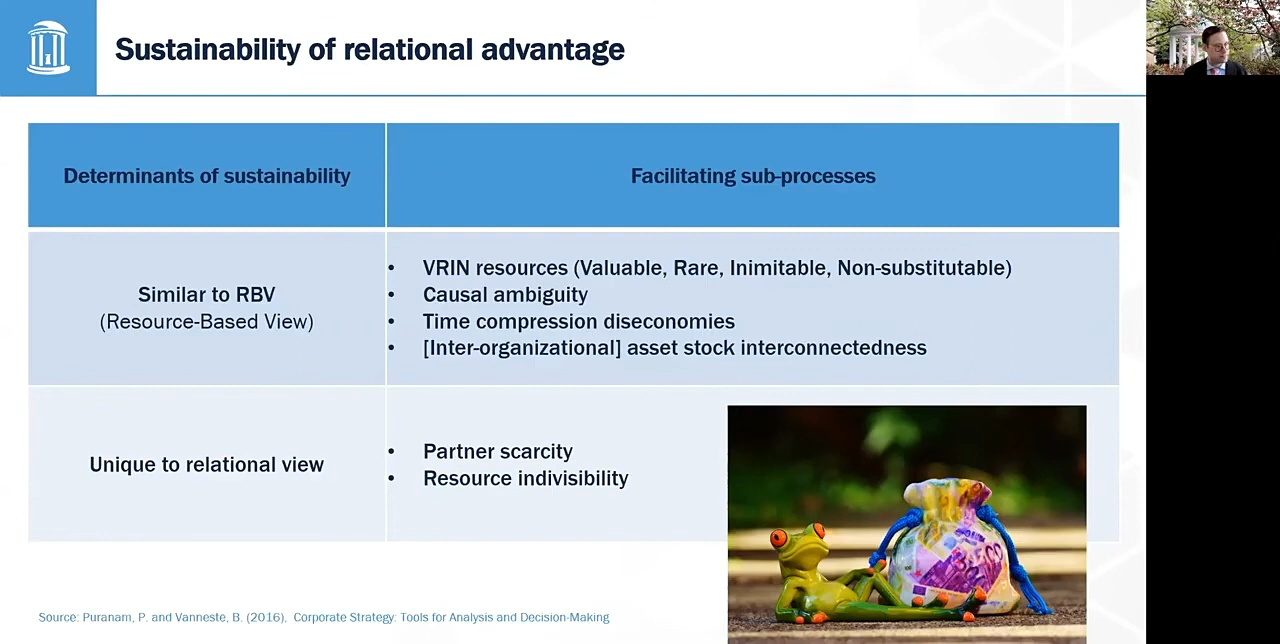 Sustainability of relational advantage
Determinants of sustainability
Facilitating sub-processes
Similar to RBV
(Resource-Based View)
• VRIN resources (Valuable, Rare, Inimitable, Non-substitutable)
• Causal ambiguity
• Time compression diseconomies
• [Inter-organizational] asset stock interconnectedness
Unique to relational view
• Partner scarcity
• Resource indivisibility
Source: Puranam, P. and Vanneste, B. (2016), Corporate Strategy: Tools for Analysis and Decision-Making